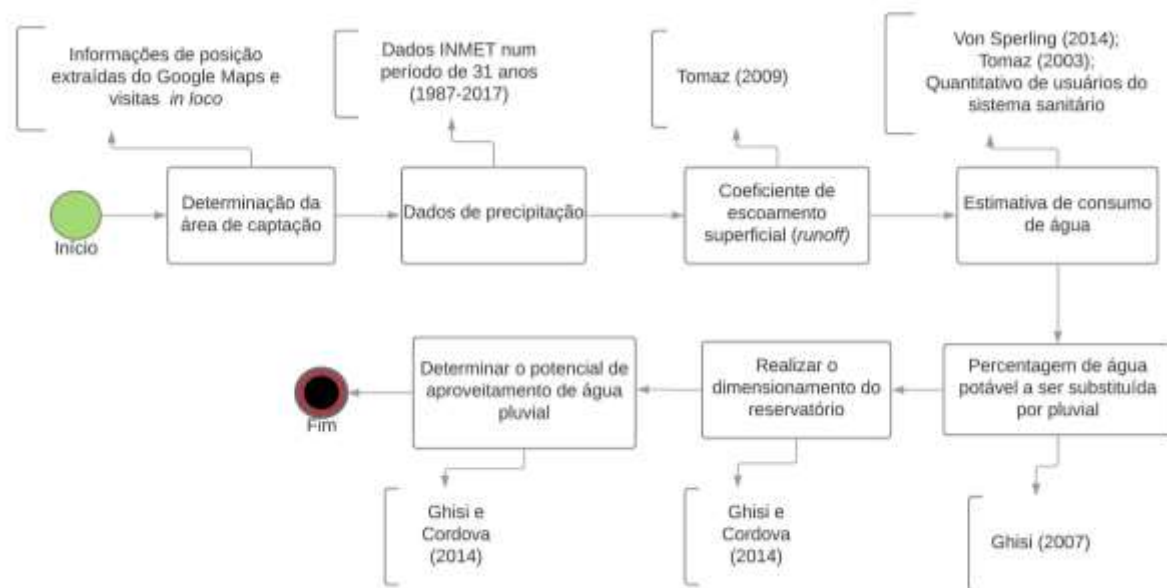 Informações de posição
extraídas do Google Maps e
visitas in loco
Dados INMET num
período de 31 anos
(1987-2017)
Tomaz (2009)
Von Sperling (2014);
Tomaz (2003);
Quantitativo de usuários do
sistema sanitário
Início
Determinação da
área de captação
Dados de precipitação
Coeficiente de
escoamento
superficial (runoff)
Estimativa de consumo
de água
Fim
Determinar o potencial de
aproveitamento de água
pluvial
Realizar o
dimensionamento do
reservatório
Percentagem de água
potável a ser substituída
por pluvial
Ghisi e
Cordova
(2014)
Ghisi e
Cordova
(2014)
Ghisi (2007)